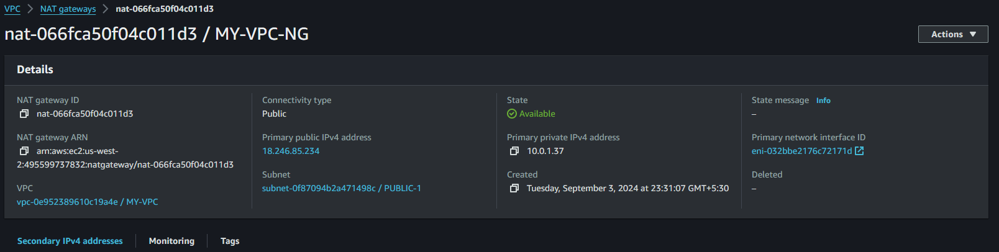 VPC > NAT gateways > nat-066fca50f04c011d3
nat-066fca50f04c011d3 / MY-VPC-NG
Actions
Details
NAT gateway ID
nat-066fca50f04c011d3
NAT gateway ARN
arn:aws:ec2:us-west-
2:495599737832:natgateway/nat-066fca50f04c011d3
VPC
vpc-0e952389610c19a4e / MY-VPC
Connectivity type
Public
Primary public IPv4 address
18.246.85.234
Subnet
subnet-0f87094b2a471498c / PUBLIC-1
State
Available
Primary private IPv4 address
10.0.1.37
Created
Tuesday, September 3, 2024 at 23:31:07 GMT+5:30
State message Info
–
Primary network interface ID
eni-032bbe2176c72171d
Deleted
–
Secondary IPv4 addresses
Monitoring
Tags